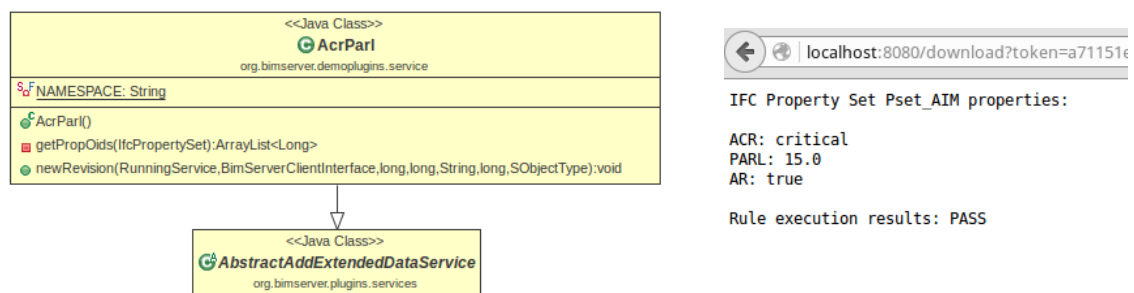 <<Java Class>>
AcrParl
org.bimserver.demoplugins.service
NAMESPACE: String
AcrParl()
getPropOids(IfcPropertySet):ArrayList<Long>
newRevision(RunningService,BimServerClientInterface,long,long,String,long,SObjectType):void
<<Java Class>>
AbstractAddExtendedDataService
org.bimserver.plugins.services
localhost:8080/download?token=a71151e
IFC Property Set Pset_AIM properties:
ACR: critical
PARL: 15.0
AR: true
Rule execution results: PASS